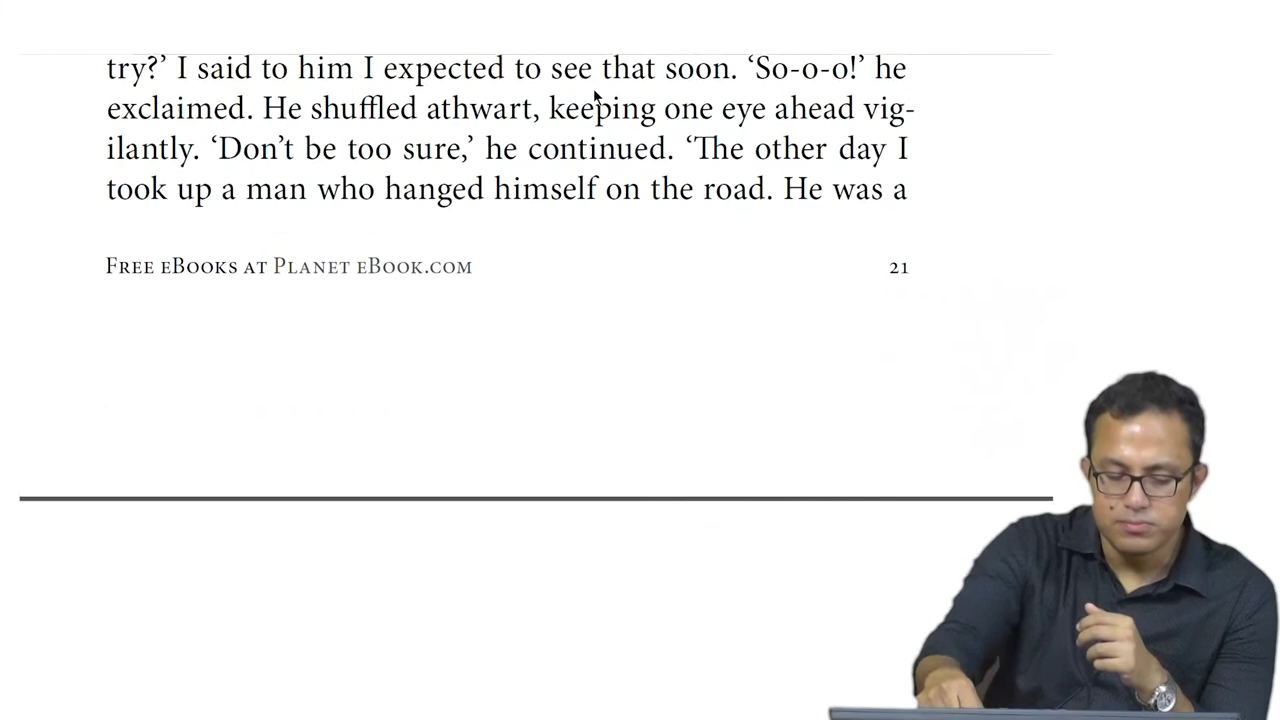 try?’ I said to him I expected to see that soon. ‘So-o-o!’ he
exclaimed. He shuffled athwart, keeping one eye ahead vig-
ilantly. ‘Don’t be too sure,’ he continued. ‘The other day I
took up a man who hanged himself on the road. He was a
Free eBooks at Planet eBook.com 21